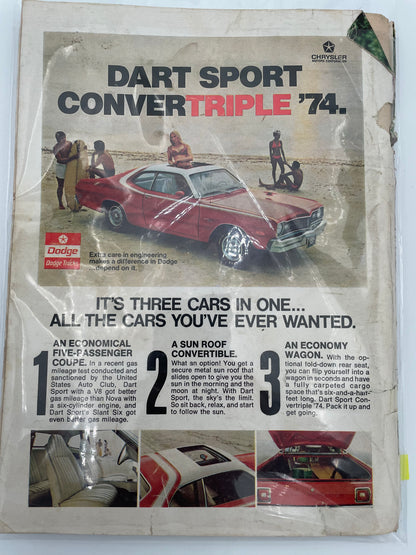 CHRYSLER
MOTORS CORPORATION
DART SPORT
CONVERTRIPLE '74.
Dodge
Dodge Trucks
Extra care in engineering
makes a difference in Dodge
...depend on it.
IT'S THREE CARS IN ONE...
ALL THE CARS YOU'VE EVER WANTED.
1
AN ECONOMICAL
FIVE-PASSENGER
COUPE. In a recent gas
mileage test conducted and
sanctioned by the United
States Auto Club, Dart
Sport with a V8 got better
gas mileage than Nova with
a six-cylinder engine, and
Dart Sport's Slant Six got
even better gas mileage.
2
A SUN ROOF
CONVERTIBLE.
What an option! You get a
secure metal sun roof that
slides open to give you the
sun in the morning and the
moon at night. With Dart
Sport, the sky's the limit.
So sit back, relax, and start
to follow the sun.
3
AN ECONOMY
WAGON. With the op-
tional fold-down rear seat,
you can flip yourself into a
wagon in seconds and have
a fully carpeted cargo
space that's six-and-a-half-
feet long. Dart Sport Con-
vertriple '74. Pack it up and
get going.